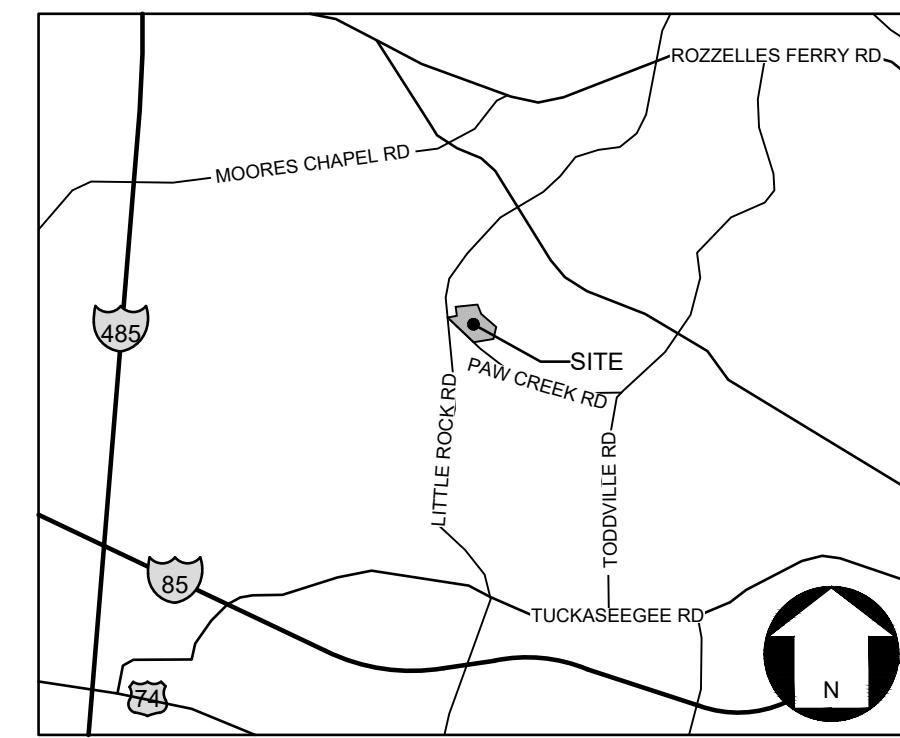 ROZZELLES FERRY RD
MOORES CHAPEL RD
485
SITE
PAW CREEK RD
LITTLE ROCK RD
TODDVILLE RD
85
TUCKASEEGEE RD
74
N